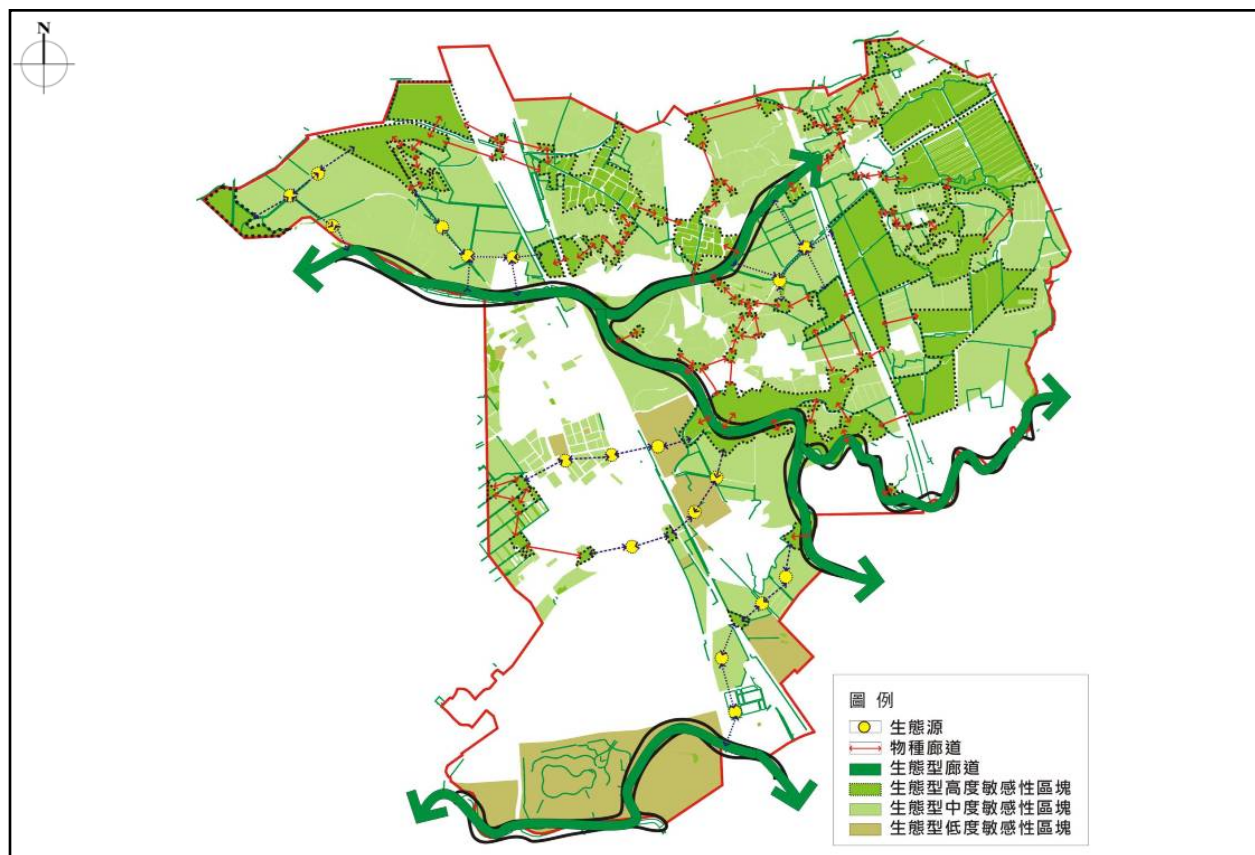 N
圖例
生態源
物種廊道
生態型廊道
生態型高度敏感性區塊
生態型中度敏感性區塊
生態型低度敏感性區塊